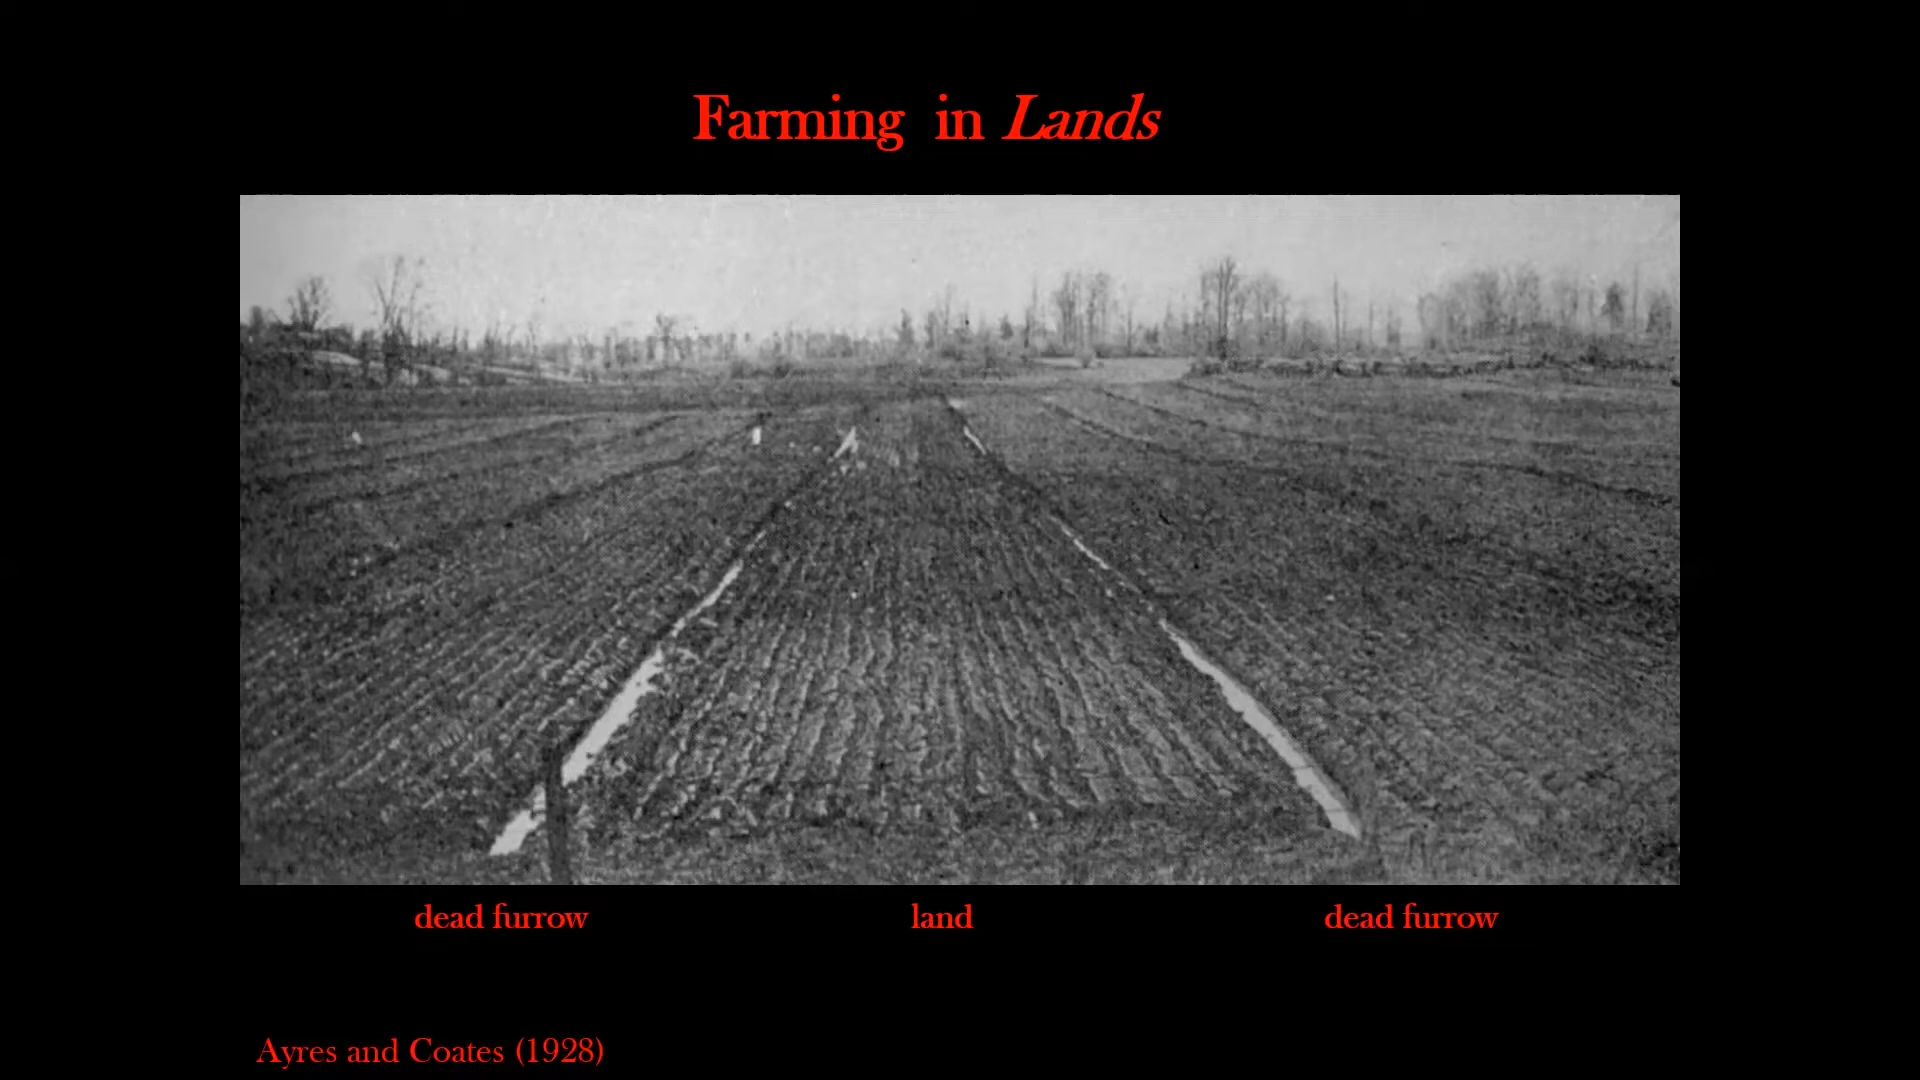 Farming in Lands
dead furrow land dead furrow
Ayres and Coates (1928)